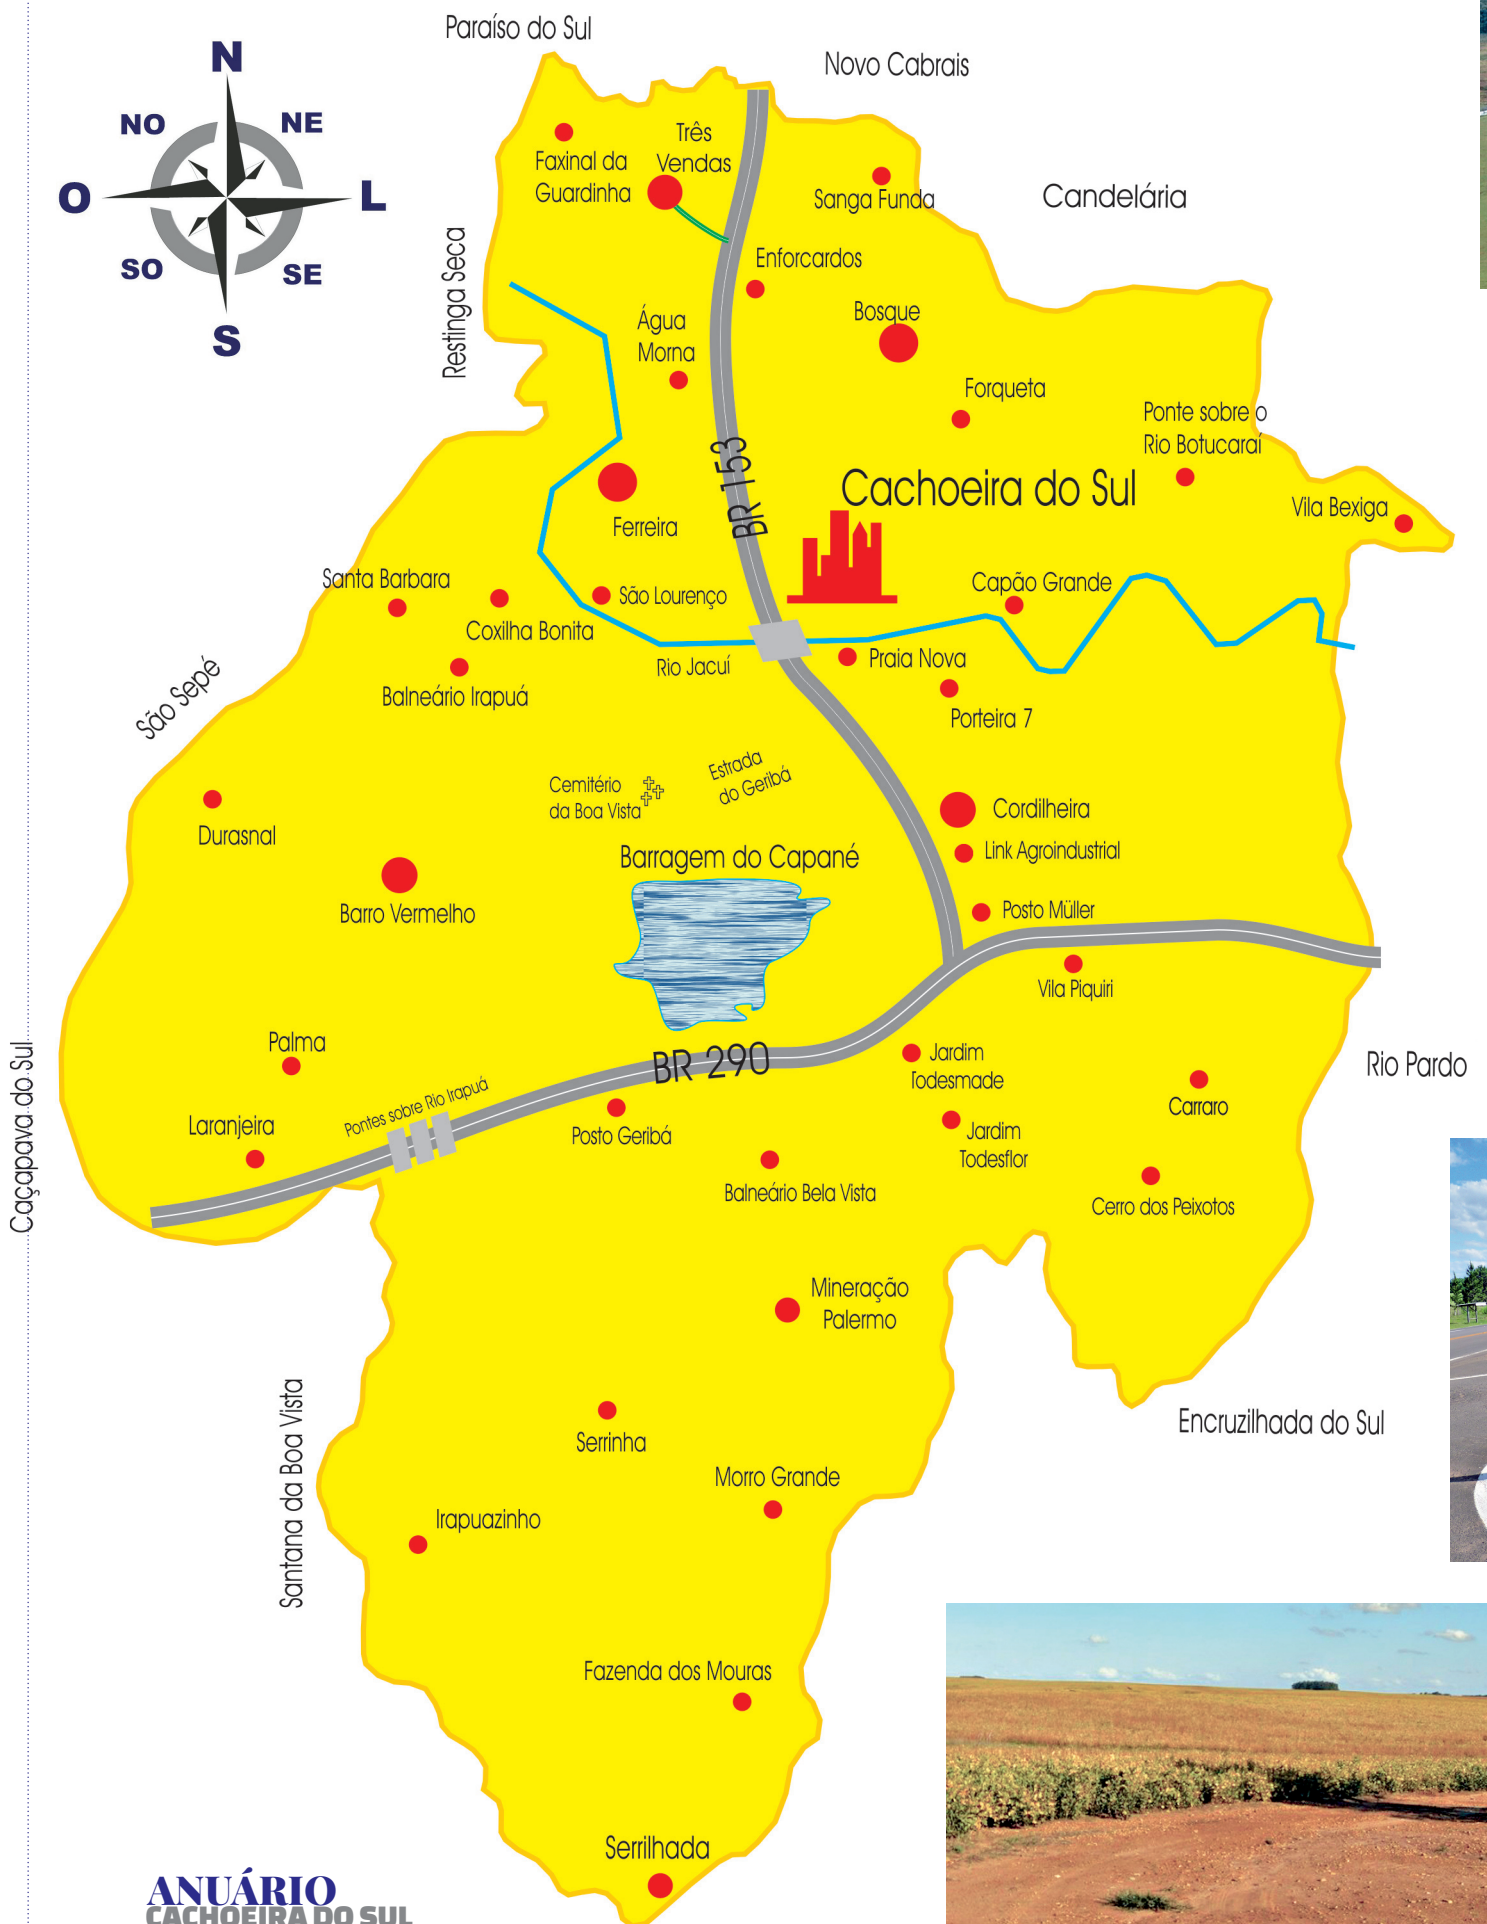 Paraíso do Sul
Novo Cabrais
N
NO
NE
O
L
SO
SE
S
Três
Vendas
Faxinal da
Guardinha
Sanga Funda
Candelária
Restinga Seca
Enforcardos
Água
Morna
Bosque
Forqueta
Ponte sobre o
Rio Botucaraí
BR 153
Cachoeira do Sul
Vila Bexiga
Ferreira
Santa Barbara
São Lourenço
Capão Grande
Coxilha Bonita
Rio Jacuí
Praia Nova
Balneário Irapuá
São Sepé
Porteira 7
Cemitério
da Boa Vista
Estrada
do Geribá
Durasnal
Cordilheira
Link Agroindustrial
Barragem do Capané
Barro Vermelho
Posto Müller
Vila Piquiri
Palma
BR 290
Jardim
Todesmade
Rio Pardo
Caçapava do Sul
Pontes sobre Rio Irapuá
Laranjeira
Posto Geribá
Carraro
Jardim
Todesflor
Balneário Bela Vista
Cerro dos Peixotos
Mineração
Palermo
Santana da Boa Vista
Serrinha
Encruzilhada do Sul
Morro Grande
Irapuazinho
Fazenda dos Mouras
Serrilhada
ANUÁRIO
CACHOEIRA DO SUL